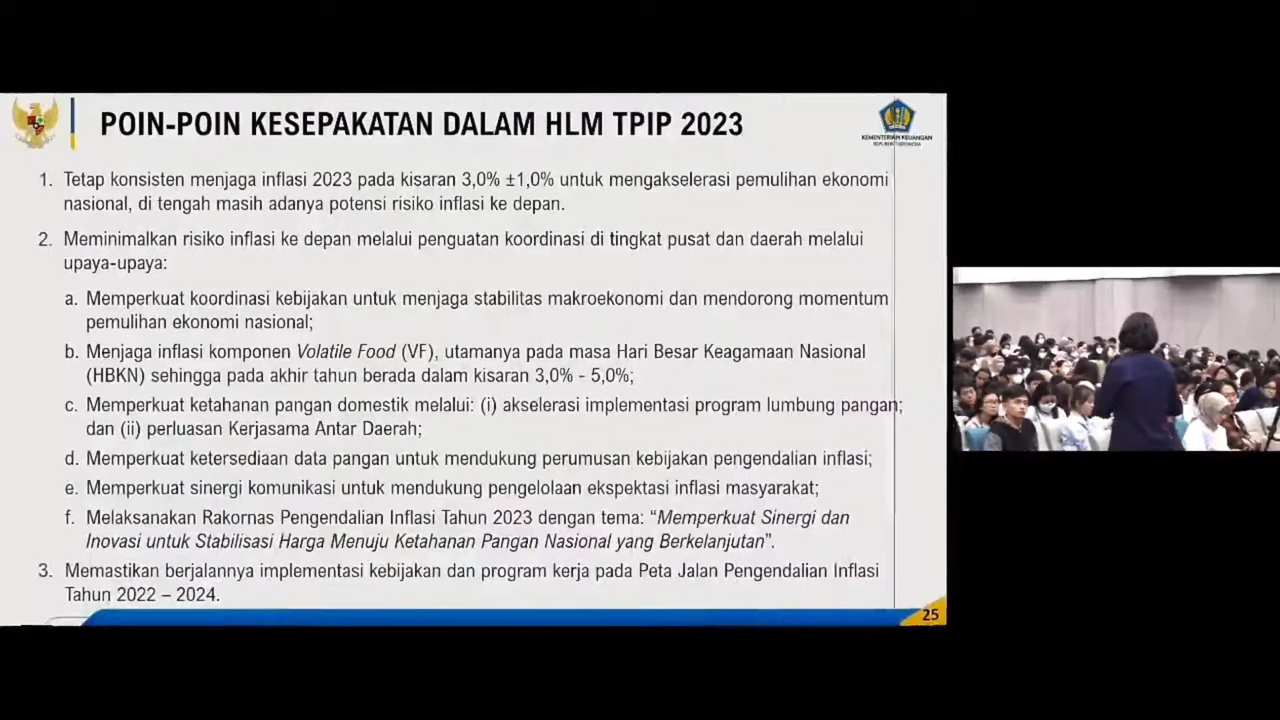 POIN-POIN KESEPAKATAN DALAM HLM TPIP 2023
KEMENTERIAN KEUANGAN
REPUBLIK INDONESIA
1. Tetap konsisten menjaga inflasi 2023 pada kisaran 3,0% ±1,0% untuk mengakselerasi pemulihan ekonomi
nasional, di tengah masih adanya potensi risiko inflasi ke depan.
2. Meminimalkan risiko inflasi ke depan melalui penguatan koordinasi di tingkat pusat dan daerah melalui
upaya-upaya:
a. Memperkuat koordinasi kebijakan untuk menjaga stabilitas makroekonomi dan mendorong momentum
pemulihan ekonomi nasional;
b. Menjaga inflasi komponen Volatile Food (VF), utamanya pada masa Hari Besar Keagamaan Nasional
(HBKN) sehingga pada akhir tahun berada dalam kisaran 3,0% - 5,0%;
c. Memperkuat ketahanan pangan domestik melalui: (i) akselerasi implementasi program lumbung pangan;
dan (ii) perluasan Kerjasama Antar Daerah;
d. Memperkuat ketersediaan data pangan untuk mendukung perumusan kebijakan pengendalian inflasi;
e. Memperkuat sinergi komunikasi untuk mendukung pengelolaan ekspektasi inflasi masyarakat;
f. Melaksanakan Rakornas Pengendalian Inflasi Tahun 2023 dengan tema: “Memperkuat Sinergi dan
Inovasi untuk Stabilisasi Harga Menuju Ketahanan Pangan Nasional yang Berkelanjutan”.
3. Memastikan berjalannya implementasi kebijakan dan program kerja pada Peta Jalan Pengendalian Inflasi
Tahun 2022 – 2024.
25